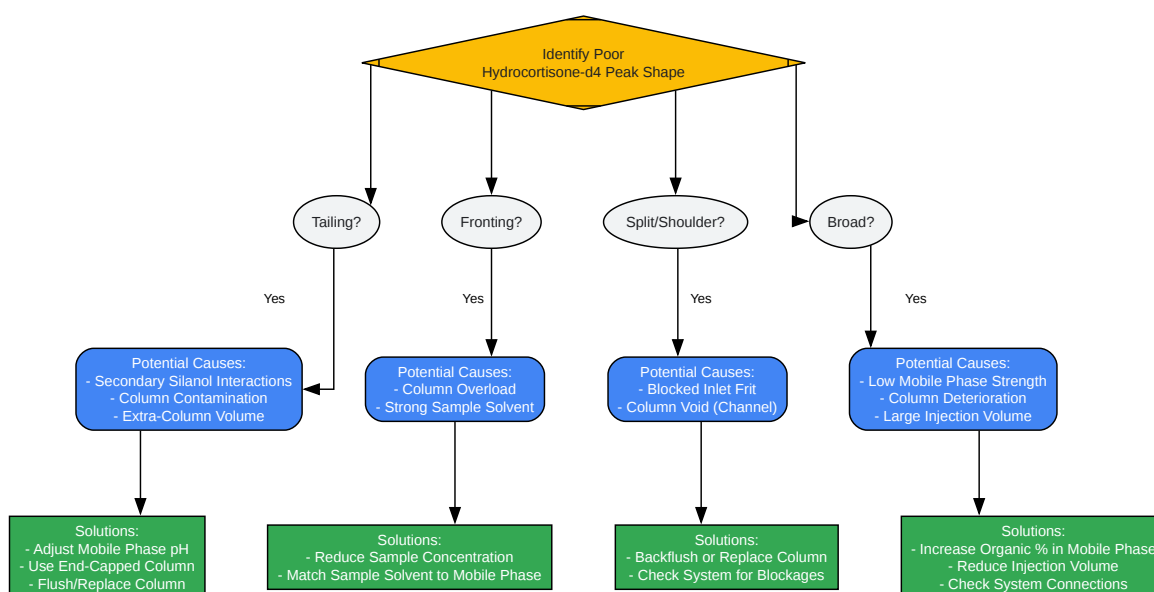 Identify Poor
Hydrocortisone-d4 Peak Shape
Tailing?
Fronting?
Split/Shoulder?
Broad?
Yes
Yes
Yes
Yes
Potential Causes:
- Secondary Silanol Interactions
- Column Contamination
- Extra-Column Volume
Potential Causes:
- Column Overload
- Strong Sample Solvent
Potential Causes:
- Blocked Inlet Frit
- Column Void (Channel)
Potential Causes:
- Low Mobile Phase Strength
- Column Deterioration
- Large Injection Volume
Solutions:
- Adjust Mobile Phase pH
- Use End-Capped Column
- Flush/Replace Column
Solutions:
- Reduce Sample Concentration
- Match Sample Solvent to Mobile Phase
Solutions:
- Backflush or Replace Column
- Check System for Blockages
Solutions:
- Increase Organic % in Mobile Phase
- Reduce Injection Volume
- Check System Connections